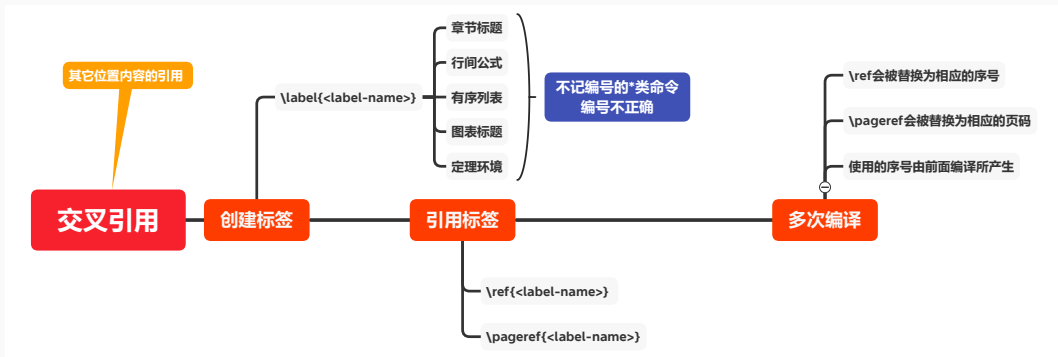 其它位置内容的引用
交叉引用
创建标签
\label{<label-name>}
章节标题
行间公式
有序列表
图表标题
定理环境
不记编号的*类命令
编号不正确
引用标签
\ref{<label-name>}
\pageref{<label-name>}
多次编译
\ref会被替换为相应的序号
\pageref会被替换为相应的页码
使用的序号由前面编译所产生